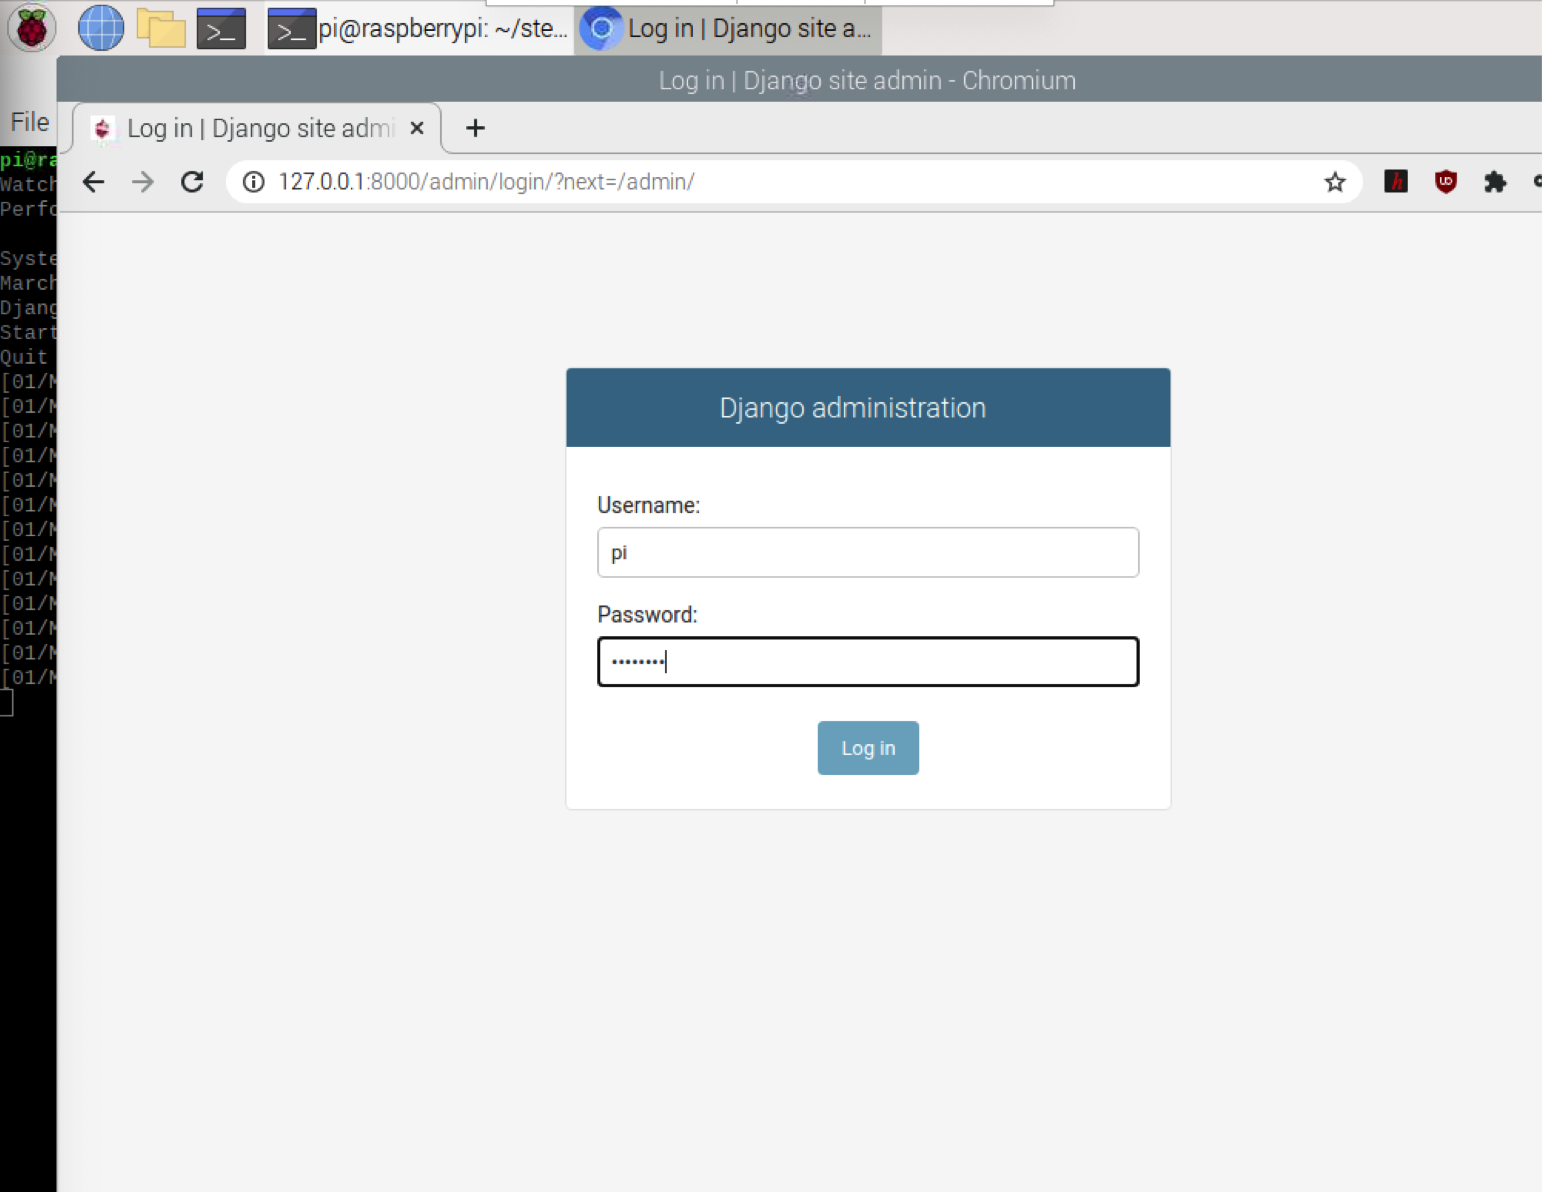 pi@raspberrypi: ~/ste...
Log in | Django site a...
Log in | Django site admin - Chromium
File
Log in | Django site admi
127.0.0.1:8000/admin/login/?next=/admin/
pi@ra
Watch
Perfo
Syste
March
Djang
Start
Quit
[01/M
[01/M
[01/M
[01/M
[01/M
[01/M
[01/M
[01/M
[01/M
[01/M
[01/M
[01/M
[01/M
Django administration
Username:
pi
Password:
••••••••
Log in